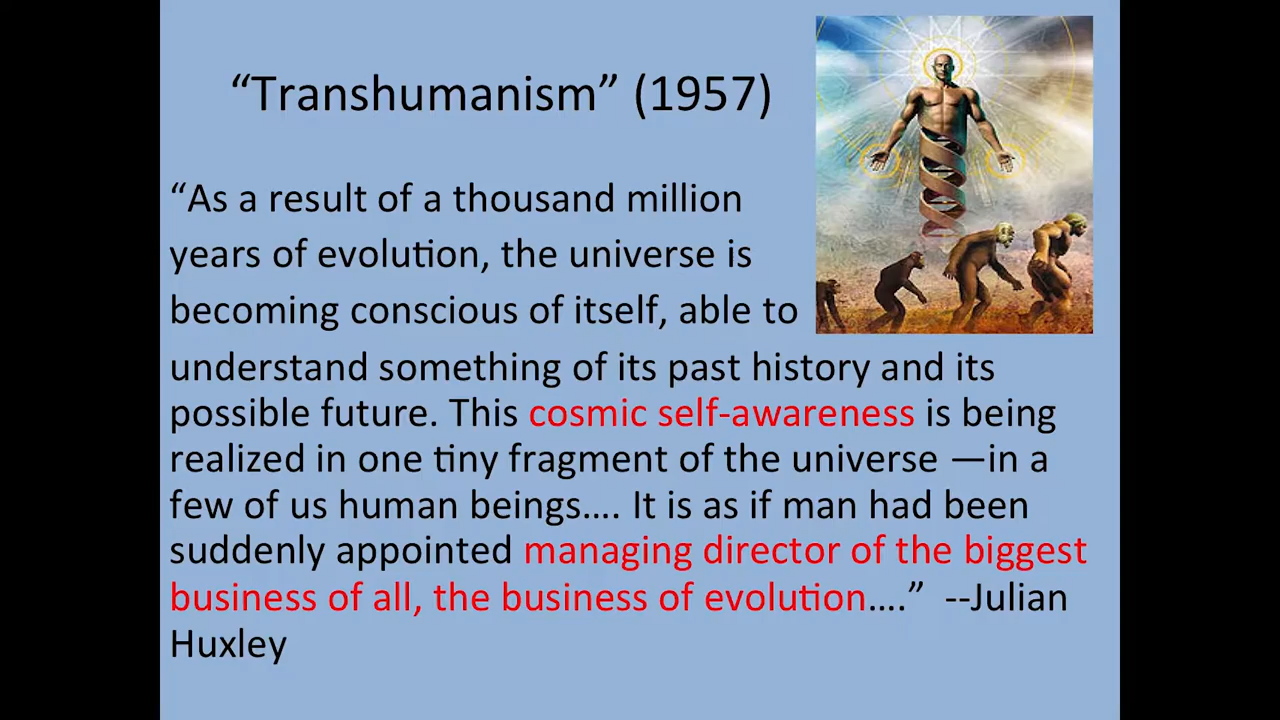 “Transhumanism” (1957)
“As a result of a thousand million
years of evolution, the universe is
becoming conscious of itself, able to
understand something of its past history and its
possible future. This cosmic self-awareness is being
realized in one tiny fragment of the universe —in a
few of us human beings…. It is as if man had been
suddenly appointed managing director of the biggest
business of all, the business of evolution….” --Julian
Huxley